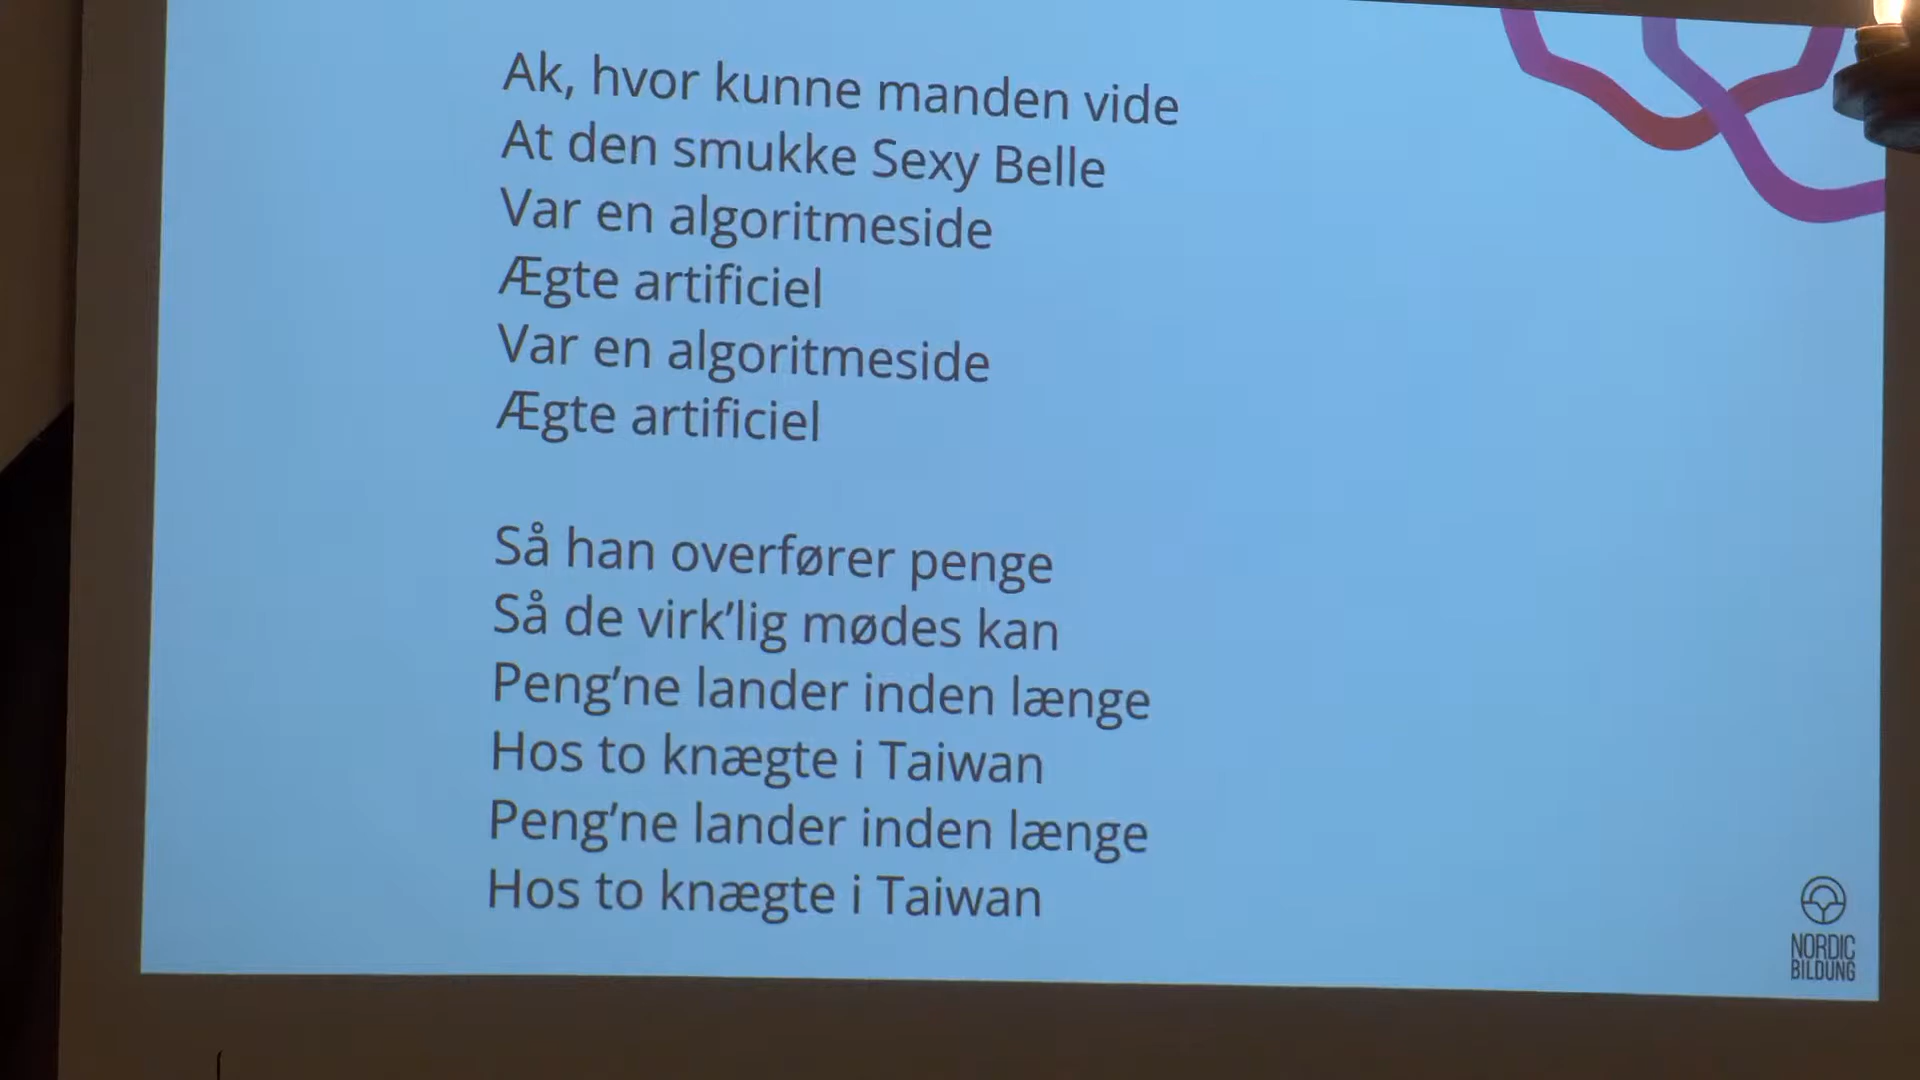 Ak, hvor kunne manden vide
At den smukke Sexy Belle
Var en algoritmeside
Ægte artificiel
Var en algoritmeside
Ægte artificiel
Så han overfører penge
Så de virk’lig mødes kan
Peng’ne lander inden længe
Hos to knægte i Taiwan
Peng’ne lander inden længe
Hos to knægte i Taiwan
NORDIC
BILDUNG